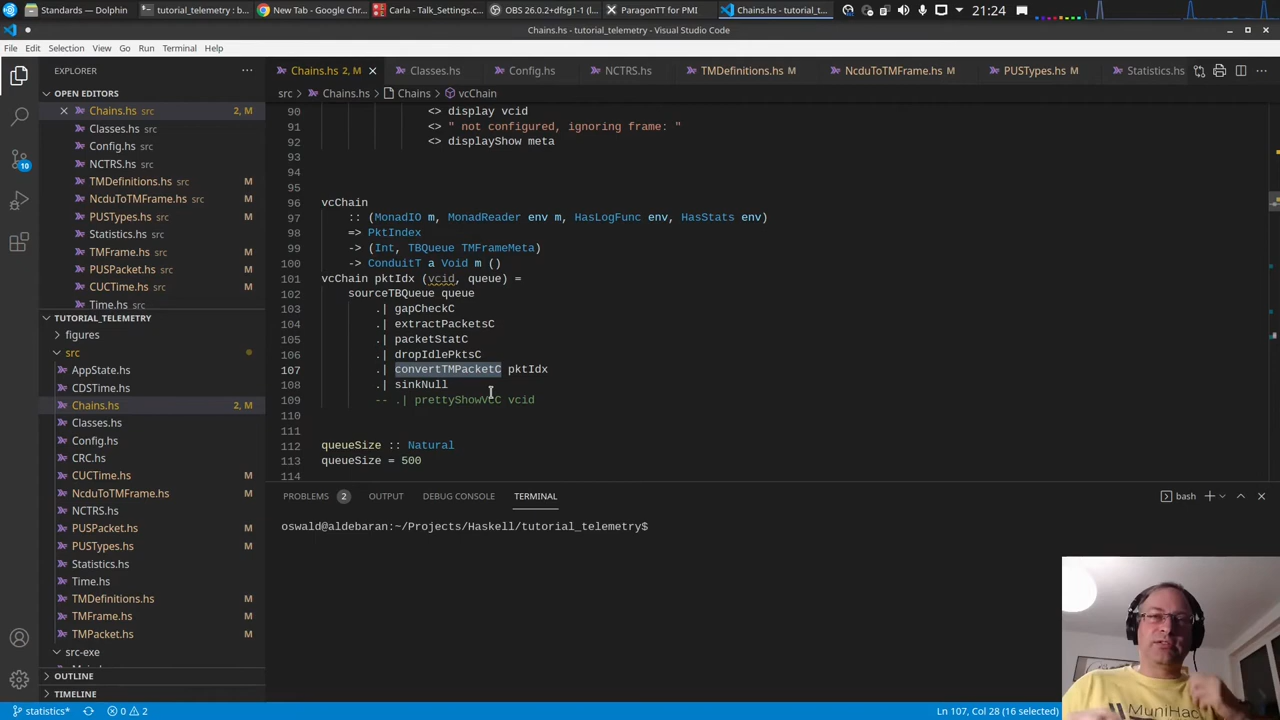 Standards — Dolphin
tutorial_telemetry : b
New Tab - Google Chr
Carla - Talk_Settings.c
OBS 26.0.2+dfsg1-1 (l
ParagonTT for PMI
Chains.hs - tutorial_te
21:24
Chains.hs - tutorial_telemetry - Visual Studio Code
File Edit Selection View Go Run Terminal Help
EXPLORER
Chains.hs 2, M
Classes.hs
Config.hs
NCTRS.hs
TMDefinitions.hs M
NcduToTMFrame.hs M
PUSTypes.hs M
Statistics.hs
OPEN EDITORS
src > Chains.hs > Chains > vcChain
Chains.hs src 2, M
Classes.hs src
Config.hs src
NCTRS.hs src
TMDefinitions.hs src M
NcduToTMFrame.hs src M
PUSTypes.hs src M
Statistics.hs src
TMFrame.hs src M
PUSPacket.hs src M
CUCTime.hs src M
Time.hs src
TUTORIAL_TELEMETRY
figures
src
AppState.hs
CDSTime.hs
Chains.hs 2, M
Classes.hs
Config.hs
CRC.hs
CUCTime.hs M
NcduToTMFrame.hs M
NCTRS.hs
PUSPacket.hs M
PUSTypes.hs M
Statistics.hs
Time.hs
TMDefinitions.hs M
TMFrame.hs M
TMPacket.hs M
src-exe
OUTLINE
TIMELINE
90 <> display vcid
91 <> " not configured, ignoring frame: "
92 <> displayShow meta
93
94
95
96 vcChain
97 :: (MonadIO m, MonadReader env m, HasLogFunc env, HasStats env)
98 => PktIndex
99 -> (Int, TBQueue TMFrameMeta)
100 -> ConduitT a Void m ()
101 vcChain pktIdx (vcid, queue) =
102 sourceTBQueue queue
103 .| gapCheckC
104 .| extractPacketsC
105 .| packetStatC
106 .| dropIdlePktsC
107 .| convertTMPacketC pktIdx
108 .| sinkNull
109 -- .| prettyShowVCC vcid
110
111
112 queueSize :: Natural
113 queueSize = 500
114
PROBLEMS 2 OUTPUT DEBUG CONSOLE TERMINAL
bash
oswald@aldebaran:~/Projects/Haskell/tutorial_telemetry$
MuniHac
statistics* 0 2
Ln 107, Col 28 (16 selected)